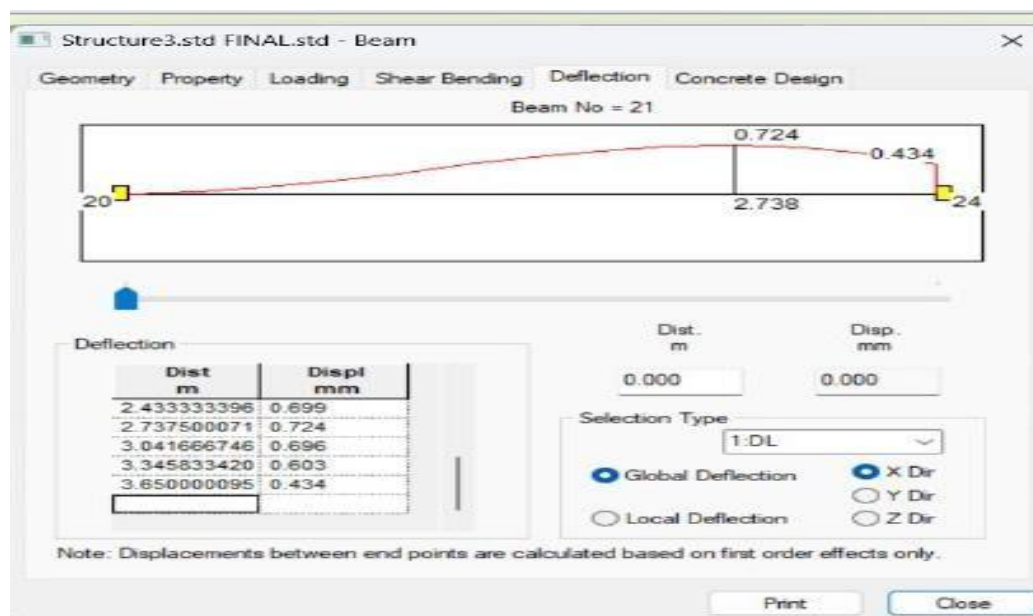 Structure3.std FINAL.std - Beam
Geometry Property Loading Shear Bending Deflection Concrete Design
Beam No = 21
0.724
0.434
20
24
2.738
Deflection
Dist m Displ mm
2.433333396 0.699
2.737500071 0.724
3.041666746 0.696
3.345833420 0.603
3.650000095 0.434
Dist. m
Disp. mm
0.000
0.000
Selection Type
1:DL
Global Deflection
Local Deflection
X Dir
Y Dir
Z Dir
Note: Displacements between end points are calculated based on first order effects only.
Print
Close